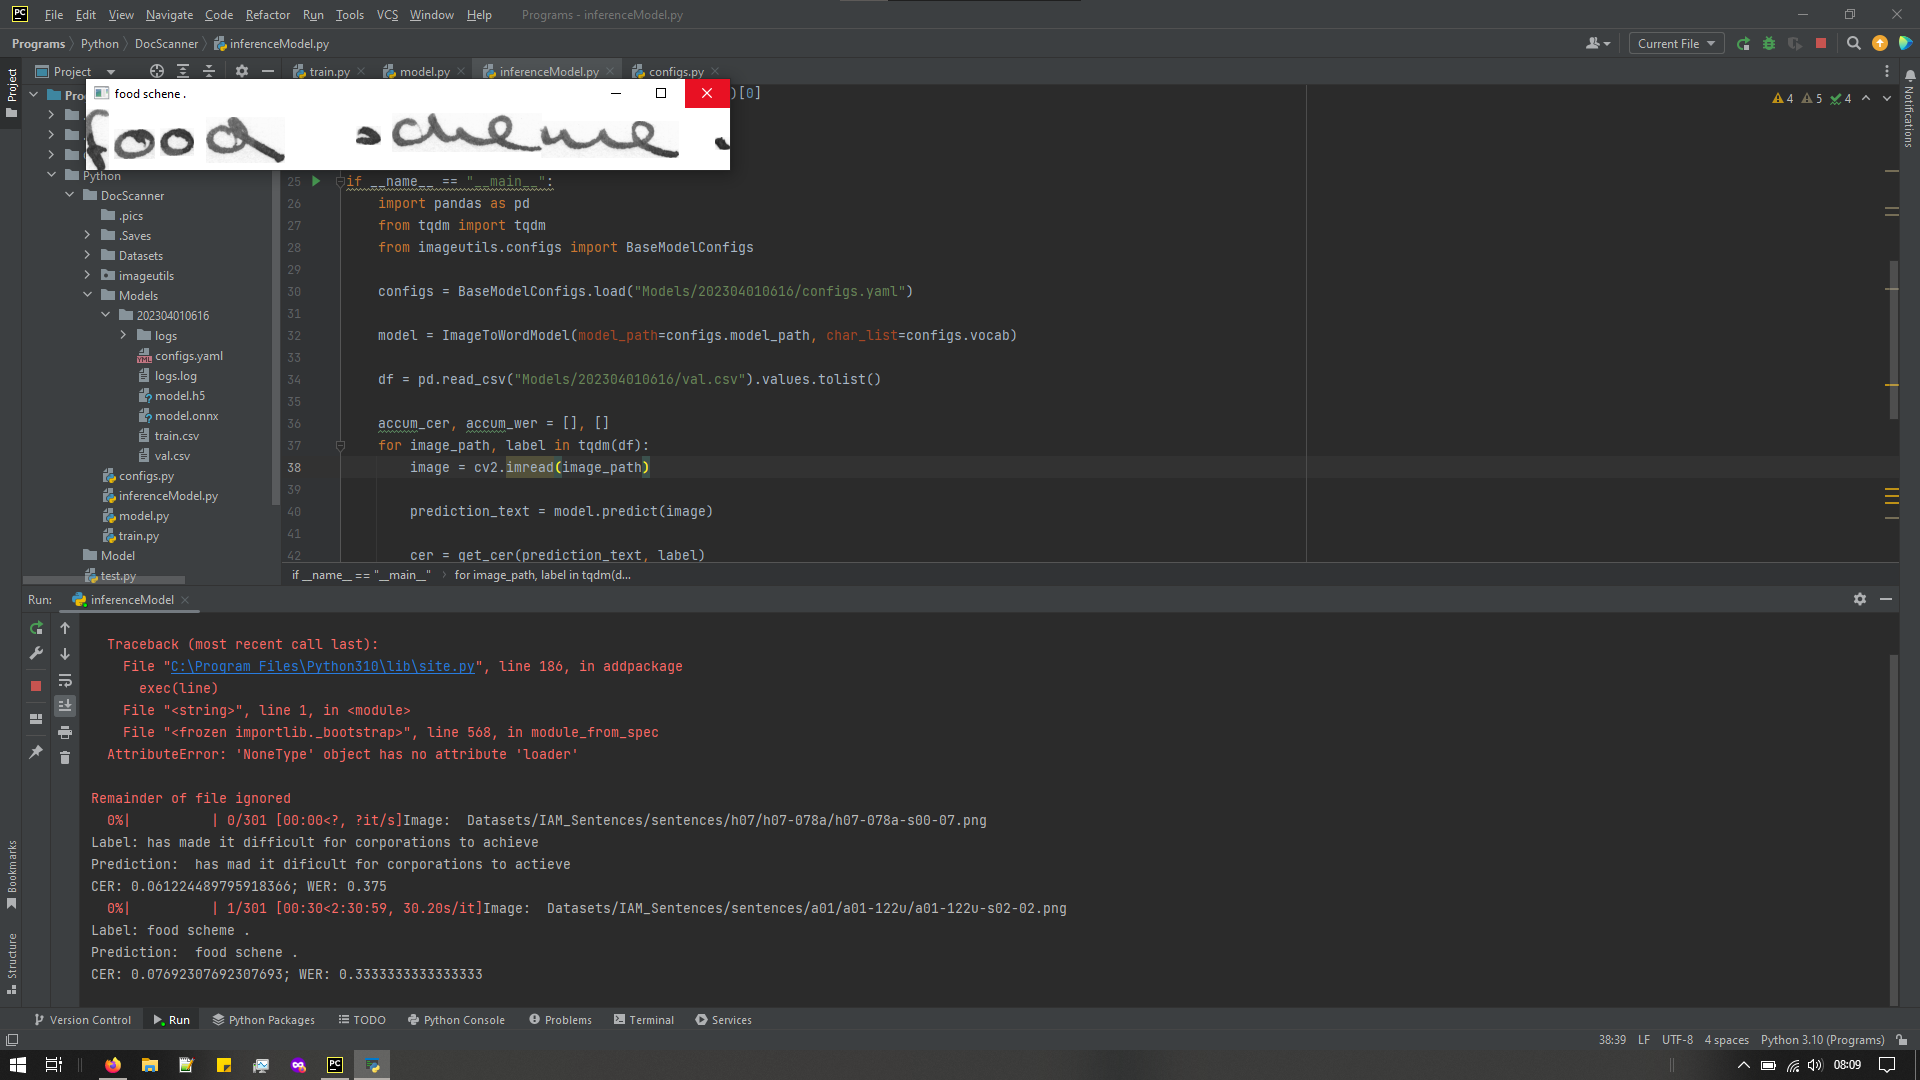 File Edit View Navigate Code Refactor Run Tools VCS Window Help Programs - inferenceModel.py
Programs Python DocScanner inferenceModel.py Current File
Project train.py model.py inferenceModel.py configs.py
food schene .
food scheme .
)[0]
4 5 4
Project
Notifications
Python
DocScanner
.pics
.Saves
Datasets
imageutils
Models
202304010616
logs
configs.yaml
logs.log
model.h5
model.onnx
train.csv
val.csv
configs.py
inferenceModel.py
model.py
train.py
Model
test.py
25 if __name__ == "__main__":
26 import pandas as pd
27 from tqdm import tqdm
28 from imageutils.configs import BaseModelConfigs
29
30 configs = BaseModelConfigs.load("Models/202304010616/configs.yaml")
31
32 model = ImageToWordModel(model_path=configs.model_path, char_list=configs.vocab)
33
34 df = pd.read_csv("Models/202304010616/val.csv").values.tolist()
35
36 accum_cer, accum_wer = [], []
37 for image_path, label in tqdm(df):
38 image = cv2.imread(image_path)
39
40 prediction_text = model.predict(image)
41
42 cer = get_cer(prediction_text, label)
if __name__ == "__main__" for image_path, label in tqdm(d...
Run: inferenceModel
Traceback (most recent call last):
File "C:\Program Files\Python310\lib\site.py", line 186, in addpackage
exec(line)
File "<string>", line 1, in <module>
File "<frozen importlib._bootstrap>", line 568, in module_from_spec
AttributeError: 'NoneType' object has no attribute 'loader'
Remainder of file ignored
0%| | 0/301 [00:00<?, ?it/s]Image: Datasets/IAM_Sentences/sentences/h07/h07-078a/h07-078a-s00-07.png
Label: has made it difficult for corporations to achieve
Prediction: has mad it dificult for corporations to actieve
CER: 0.061224489795918366; WER: 0.375
0%| | 1/301 [00:30<2:30:59, 30.20s/it]Image: Datasets/IAM_Sentences/sentences/a01/a01-122u/a01-122u-s02-02.png
Label: food scheme .
Prediction: food schene .
CER: 0.07692307692307693; WER: 0.3333333333333333
Bookmarks
Structure
Version Control Run Python Packages TODO Python Console Problems Terminal Services
38:39 LF UTF-8 4 spaces Python 3.10 (Programs)
08:09